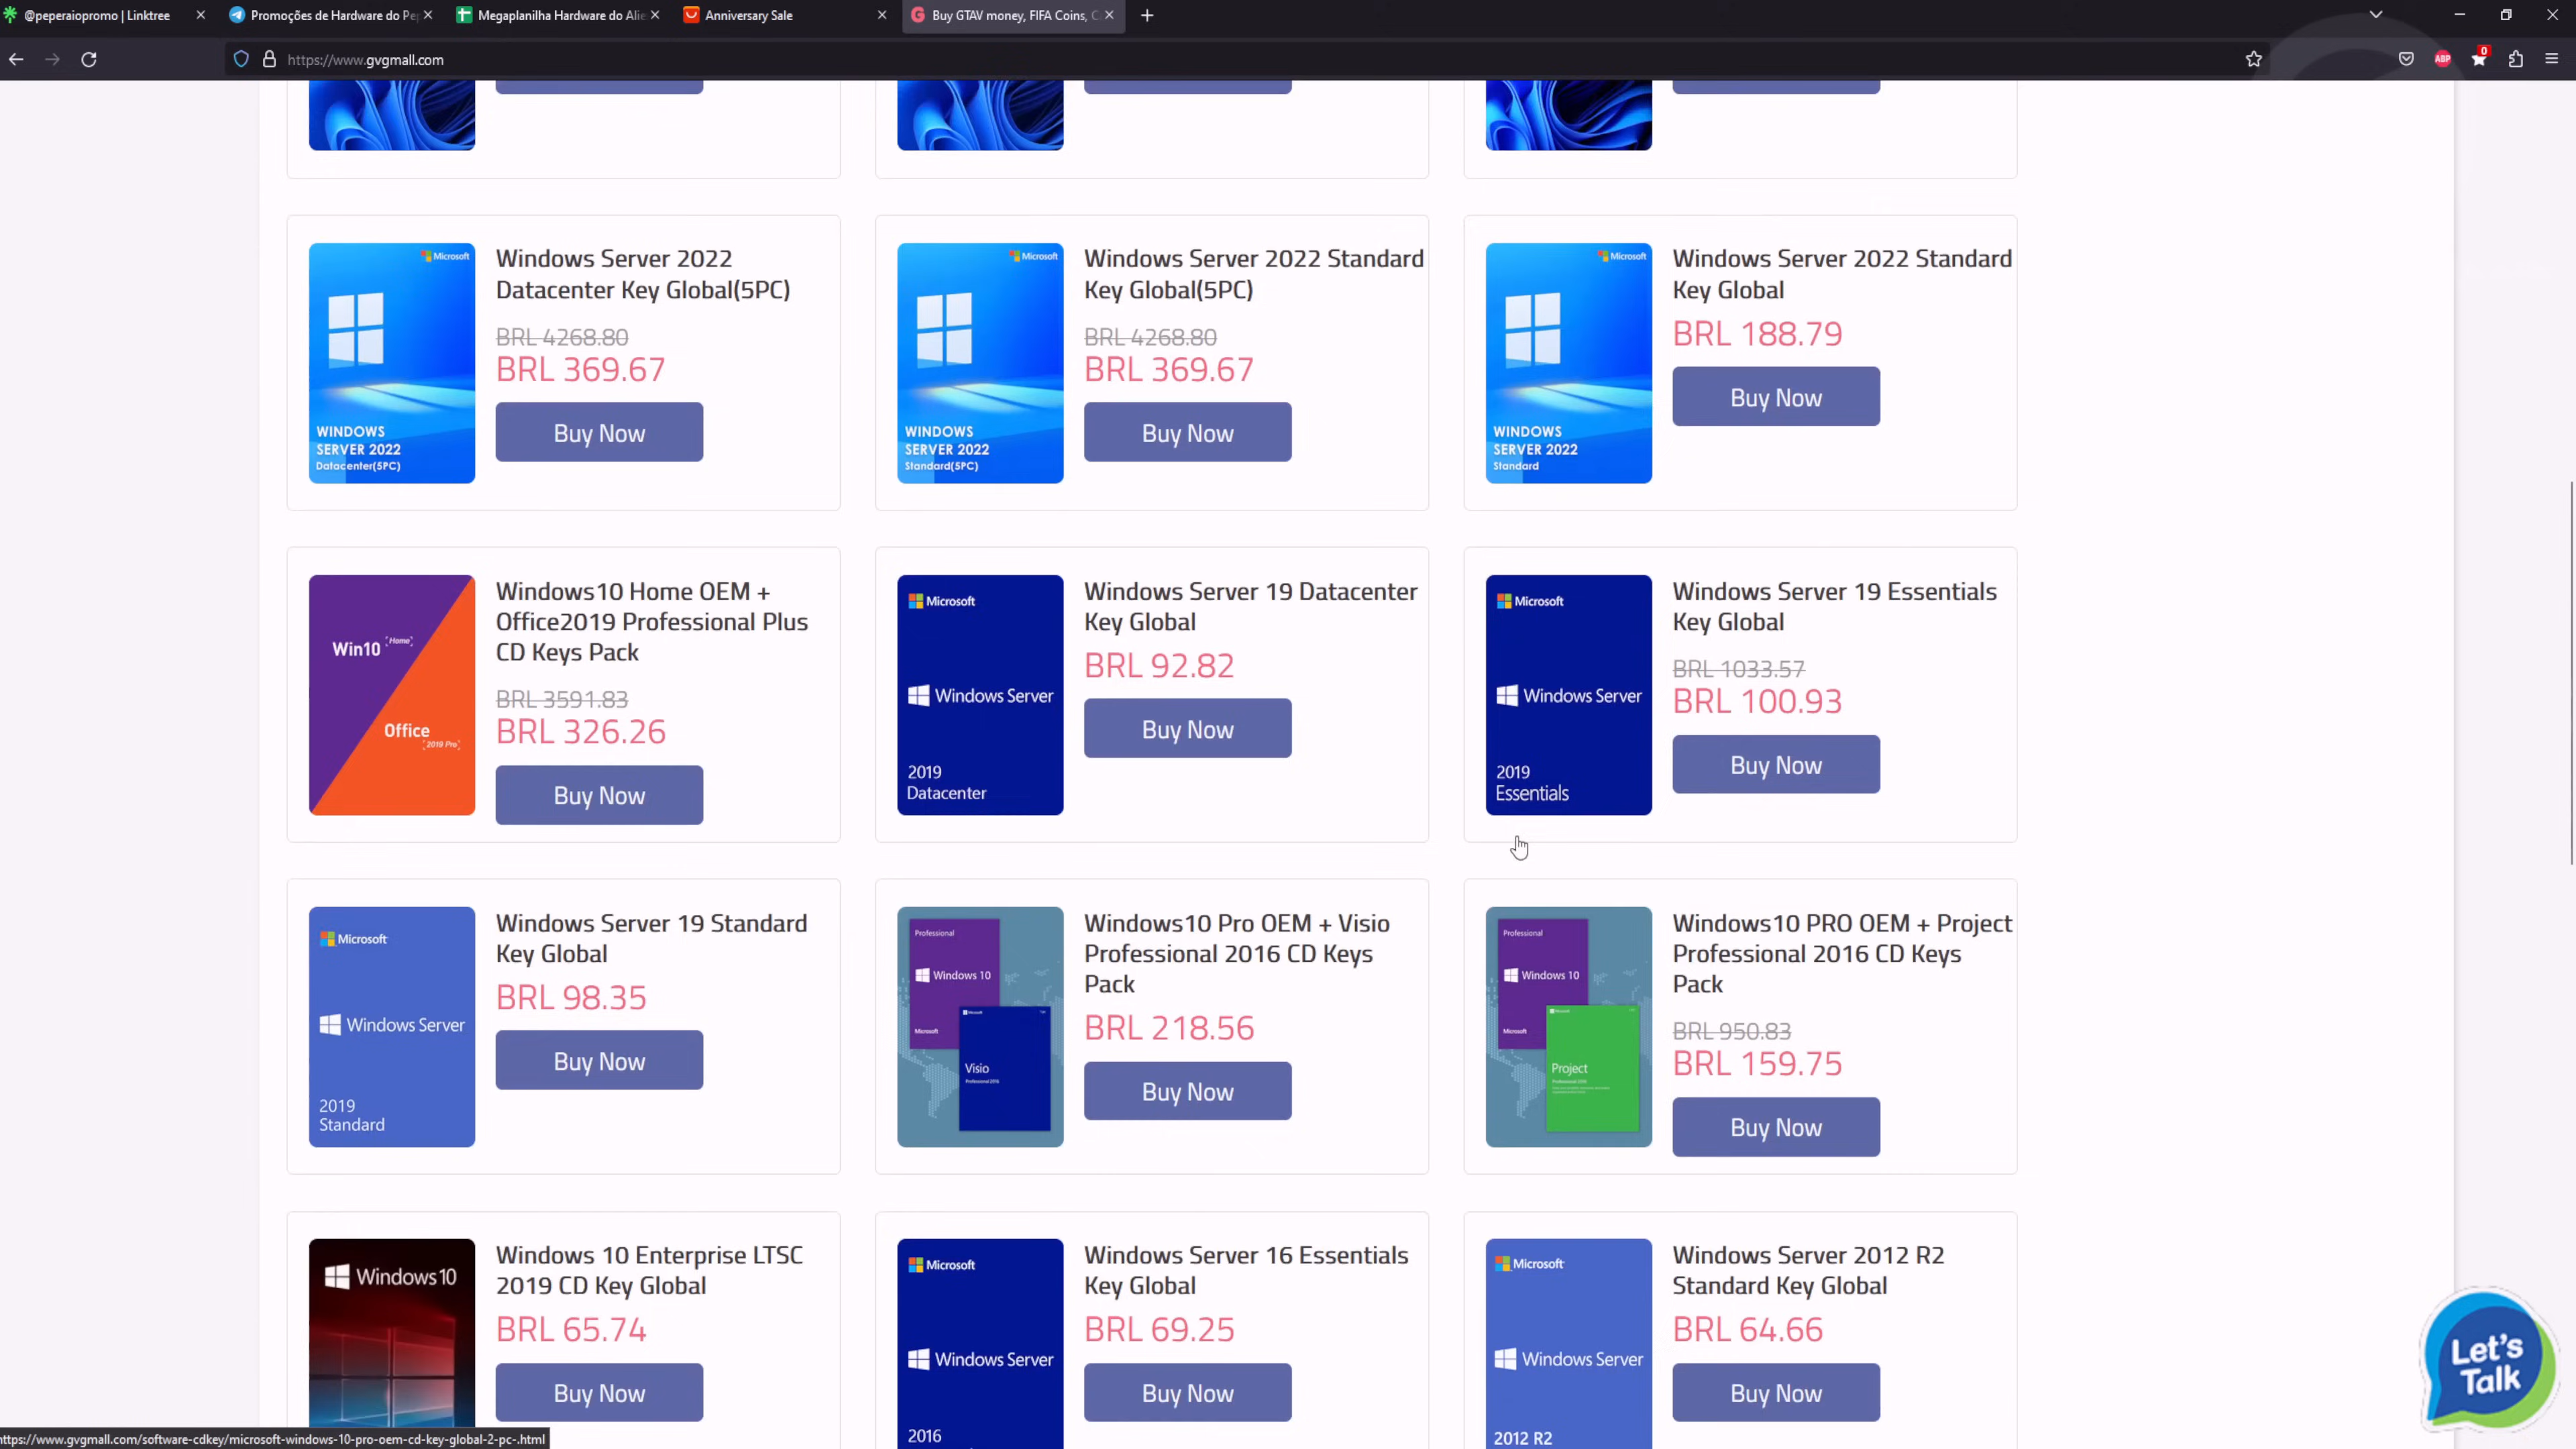 @peperaiopromo | Linktree
Promoções de Hardware do Pe
Megaplanilha Hardware do Alie
Anniversary Sale
Buy GTAV money, FIFA Coins, C
https://www.gvgmall.com
ABP
0
Microsoft
WINDOWS
SERVER 2022
Datacenter(5PC)
Windows Server 2022
Datacenter Key Global(5PC)
BRL 4268.80
BRL 369.67
Buy Now
Microsoft
WINDOWS
SERVER 2022
Standard(5PC)
Windows Server 2022 Standard
Key Global(5PC)
BRL 4268.80
BRL 369.67
Buy Now
Microsoft
WINDOWS
SERVER 2022
Standard
Windows Server 2022 Standard
Key Global
BRL 188.79
Buy Now
Win10 [Home]
Office
[2019 Pro]
Windows10 Home OEM +
Office2019 Professional Plus
CD Keys Pack
BRL 3591.83
BRL 326.26
Buy Now
Microsoft
Windows Server
2019
Datacenter
Windows Server 19 Datacenter
Key Global
BRL 92.82
Buy Now
Microsoft
Windows Server
2019
Essentials
Windows Server 19 Essentials
Key Global
BRL 1033.57
BRL 100.93
Buy Now
Microsoft
Windows Server
2019
Standard
Windows Server 19 Standard
Key Global
BRL 98.35
Buy Now
Professional
Windows 10
Microsoft
Visio
Professional 2016
Windows10 Pro OEM + Visio
Professional 2016 CD Keys
Pack
BRL 218.56
Buy Now
Professional
Windows 10
Microsoft
Project
Professional 2016
Windows10 PRO OEM + Project
Professional 2016 CD Keys
Pack
BRL 950.83
BRL 159.75
Buy Now
Windows 10
Windows 10 Enterprise LTSC
2019 CD Key Global
BRL 65.74
Buy Now
Microsoft
Windows Server
2016
Windows Server 16 Essentials
Key Global
BRL 69.25
Buy Now
Microsoft
Windows Server
2012 R2
Windows Server 2012 R2
Standard Key Global
BRL 64.66
Buy Now
Let's
Talk
https://www.gvgmall.com/software-cdkey/microsoft-windows-10-pro-oem-cd-key-global-2-pc-.html